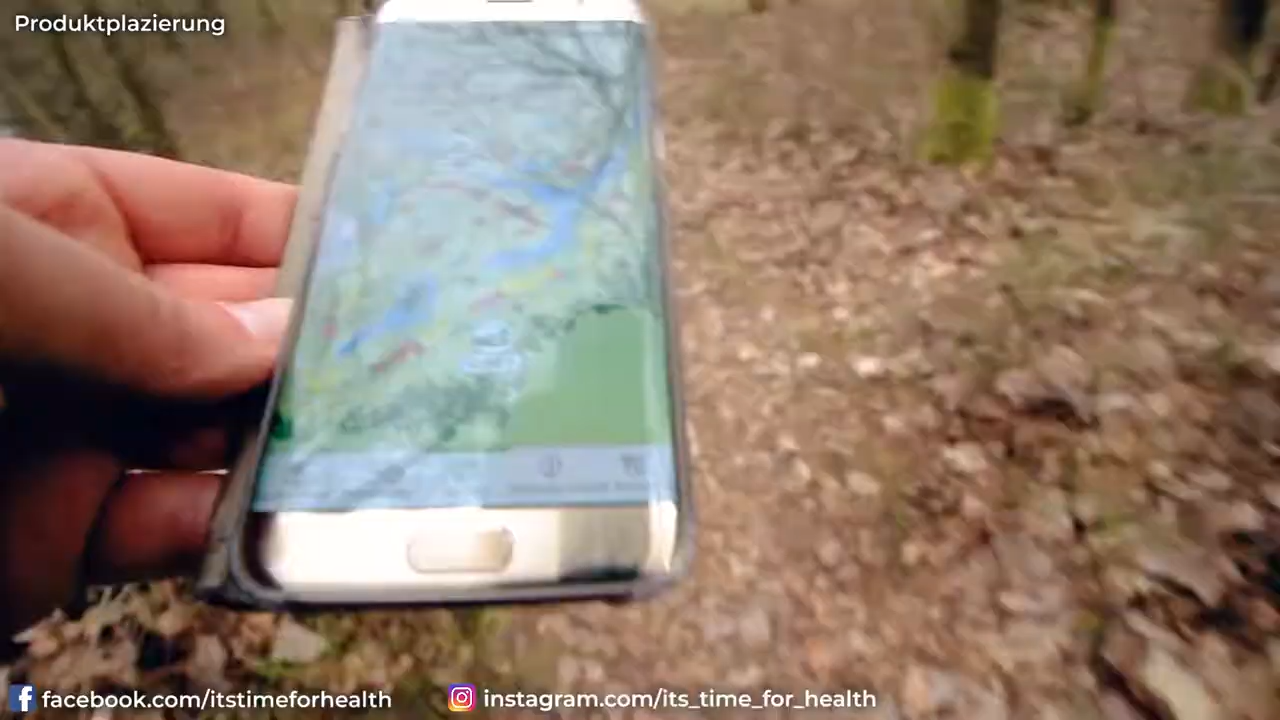 Produktplazierung
facebook.com/itstimeforhealth
instagram.com/its_time_for_health